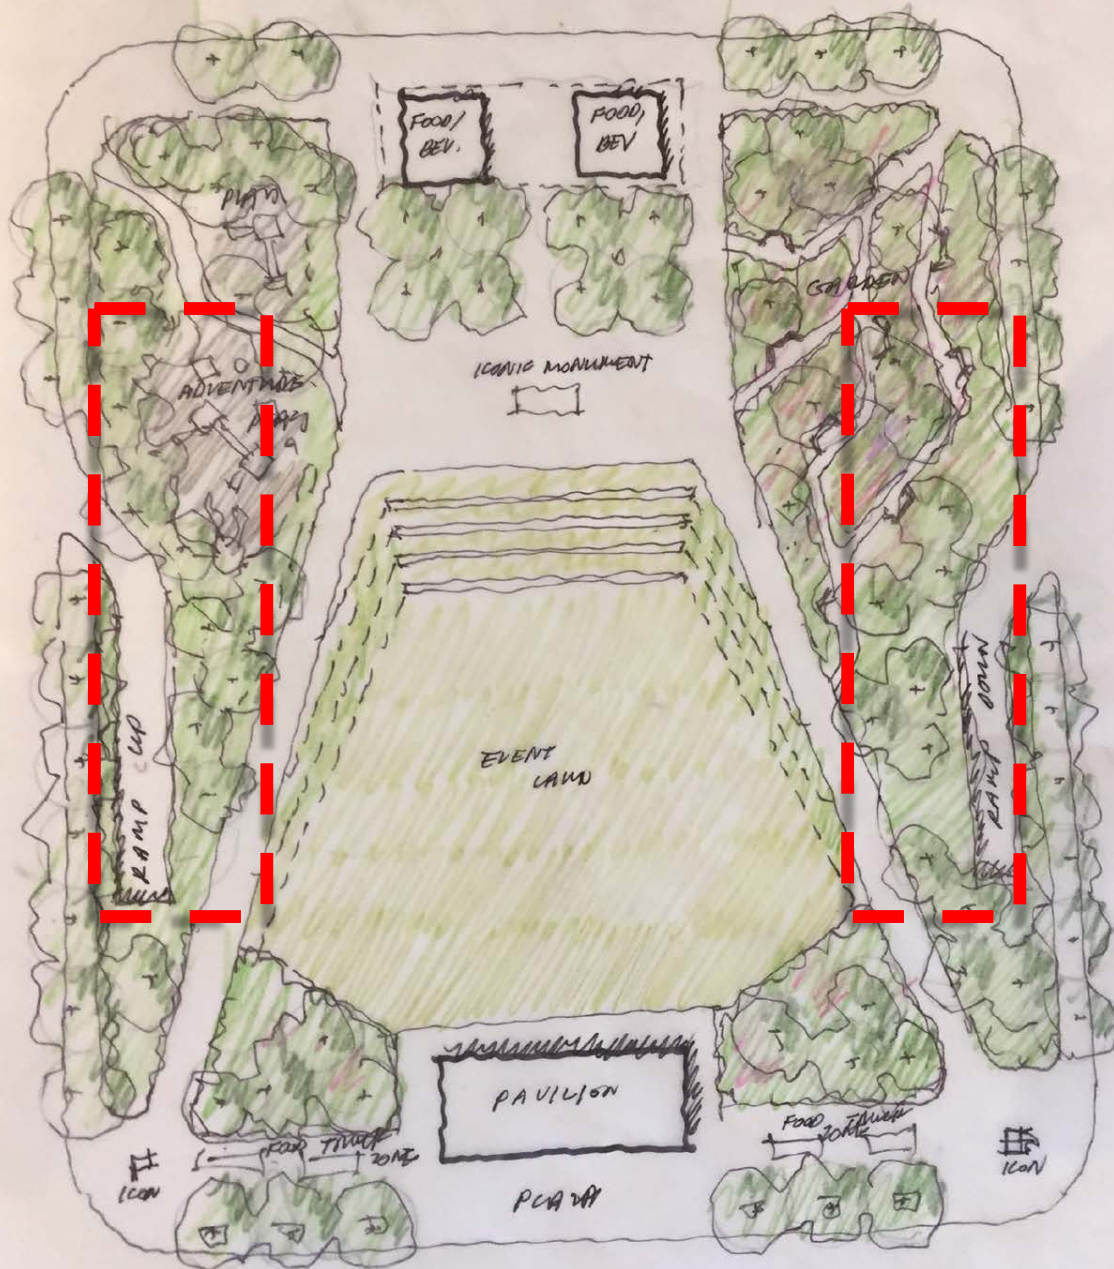 FOOD/
BEV.
FOOD/
BEV
PLAY
GARDEN
ICONIC MONUMENT
ADVENTURE
PLAY
EVENT
LAWN
RAMP UP
RAMP DOWN
PAVILION
FOOD TRUCK
ZONE
FOOD TRUCK
ZONE
ICON
ICON
PLAZA